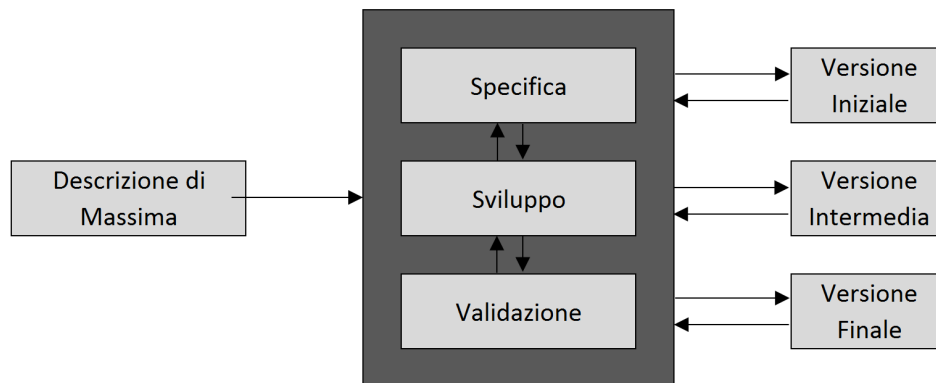 Descrizione di
Massima
Specifica
Sviluppo
Validazione
Versione
Iniziale
Versione
Intermedia
Versione
Finale